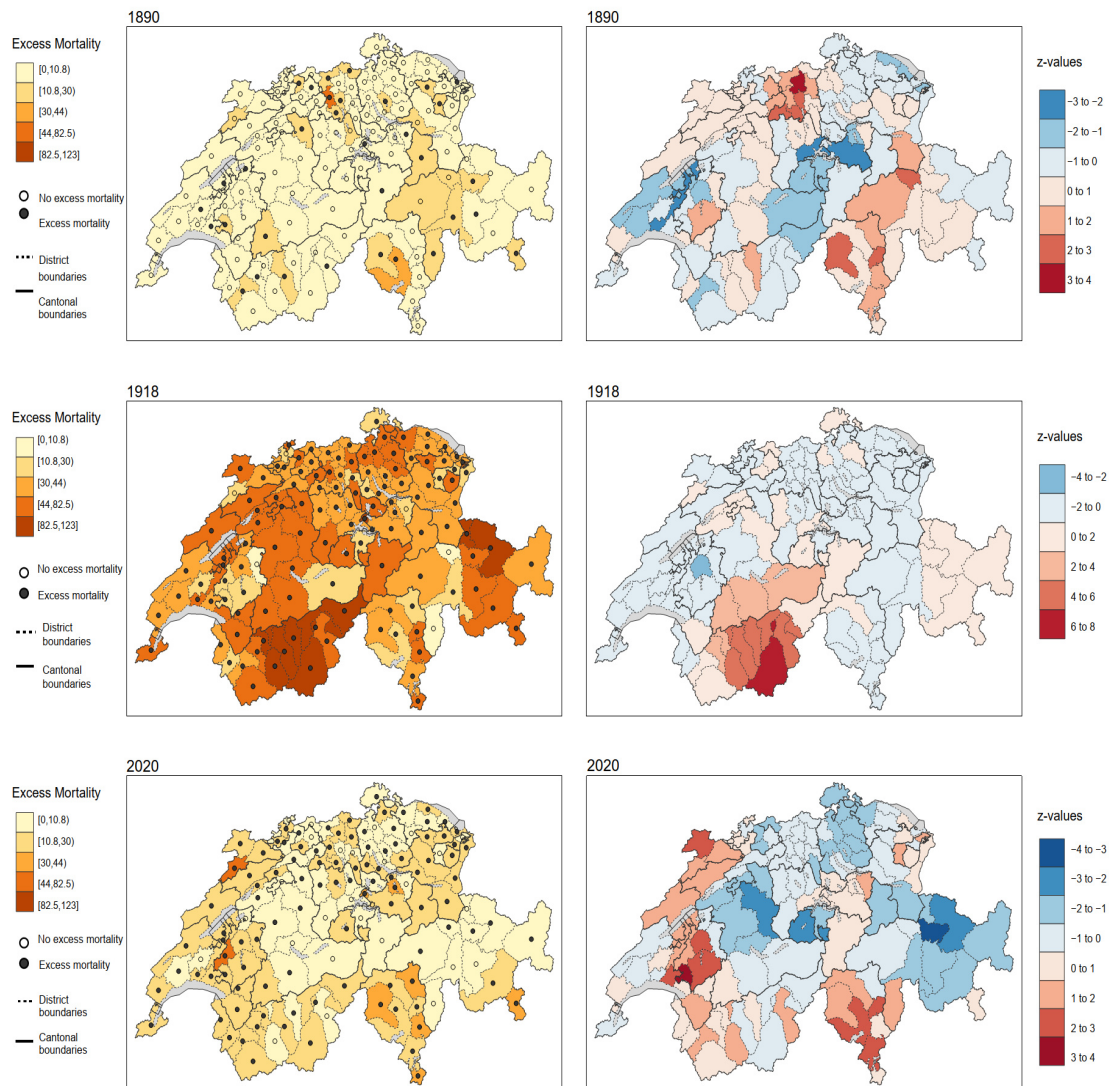 1890
Excess Mortality
[0,10.8)
[10.8,30)
[30,44)
[44,82.5)
[82.5,123]
No excess mortality
Excess mortality
District
boundaries
Cantonal
boundaries
1890
z-values
−3 to −2
−2 to −1
−1 to 0
0 to 1
1 to 2
2 to 3
3 to 4
1918
Excess Mortality
[0,10.8)
[10.8,30)
[30,44)
[44,82.5)
[82.5,123]
No excess mortality
Excess mortality
District
boundaries
Cantonal
boundaries
1918
z-values
−4 to −2
−2 to 0
0 to 2
2 to 4
4 to 6
6 to 8
2020
Excess Mortality
[0,10.8)
[10.8,30)
[30,44)
[44,82.5)
[82.5,123]
No excess mortality
Excess mortality
District
boundaries
Cantonal
boundaries
2020
z-values
−4 to −3
−3 to −2
−2 to −1
−1 to 0
0 to 1
1 to 2
2 to 3
3 to 4